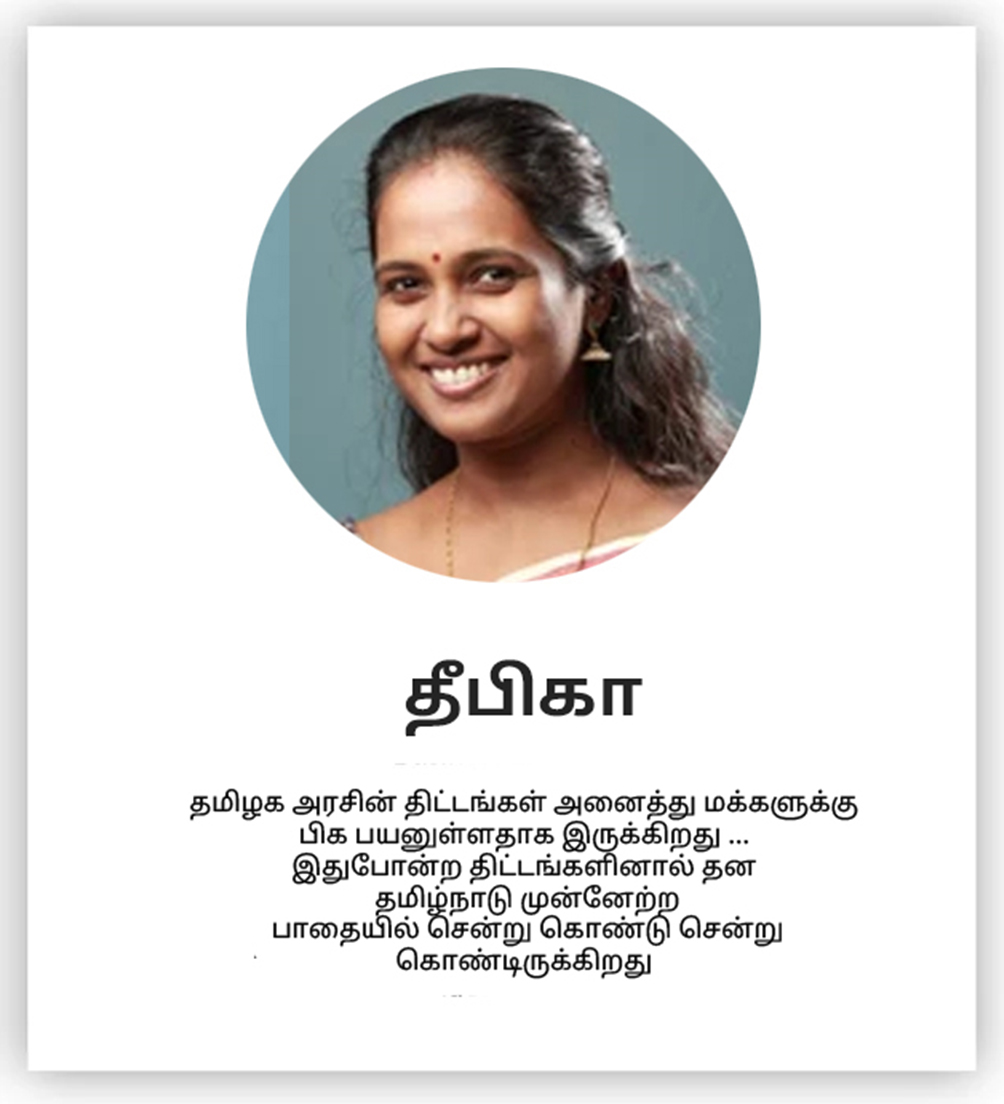 தீபிகா
தமிழக அரசின் திட்டங்கள் அனைத்து மக்களுக்கு
பிக பயனுள்ளதாக இருக்கிறது ...
இதுபோன்ற திட்டங்களினால் தன
தமிழ்நாடு முன்னேற்ற
பாதையில் சென்று கொண்டு சென்று
கொண்டிருக்கிறது